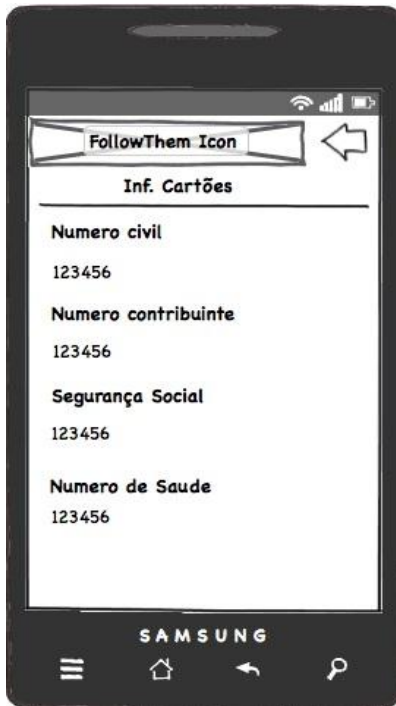 FollowThem Icon
Inf. Cartões
Numero civil
123456
Numero contribuinte
123456
Segurança Social
123456
Numero de Saude
123456
SAMSUNG